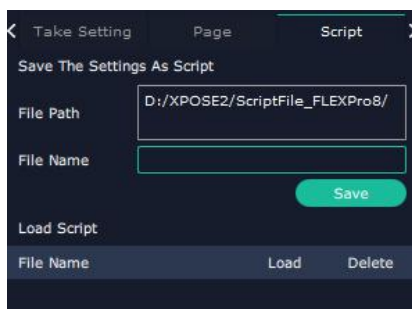 Take Setting Page Script
Save The Settings As Script
File Path D:/XPOSE2/ScriptFile_FLEXPro8/
File Name
Save
Load Script
File Name Load Delete